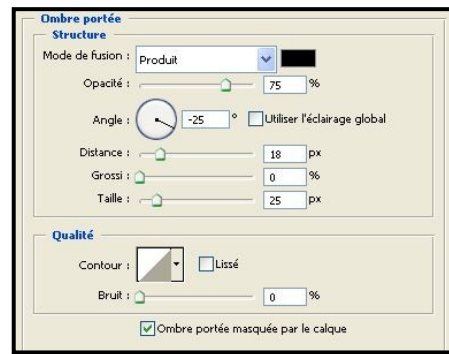 Ombre portée
Structure
Mode de fusion : Produit
Opacité : 75 %
Angle : -25 ° Utiliser l'éclairage global
Distance : 18 px
Grossi : 0 %
Taille : 25 px
Qualité
Contour : Lissé
Bruit : 0 %
Ombre portée masquée par le calque